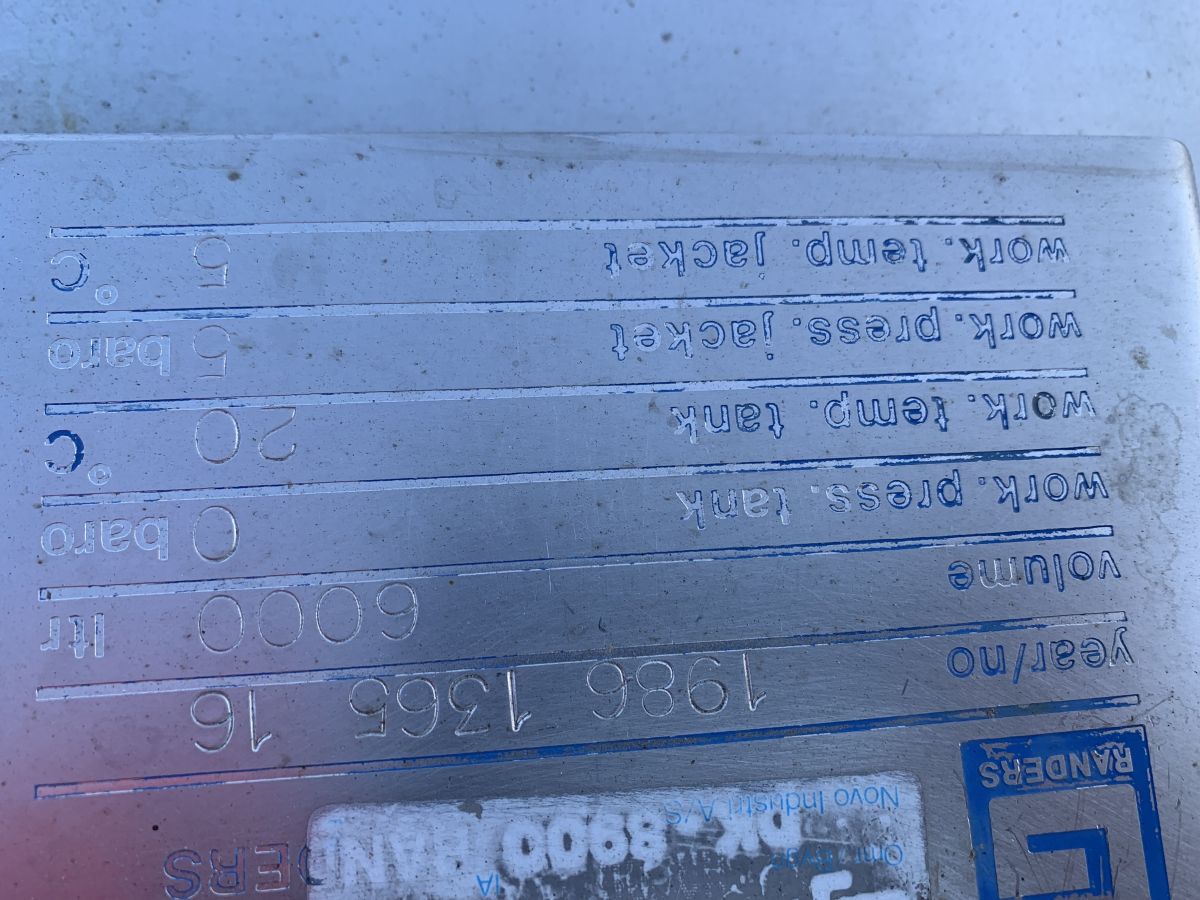 RANDERS
DK-8900 RANDERS
Novo Industri A/S
year/no 1986 1365 16
volume 6000 ltr
work. press. tank 0 baro
work. temp. tank 20 °C
work. press. jacket 5 baro
work. temp. jacket 5 °C